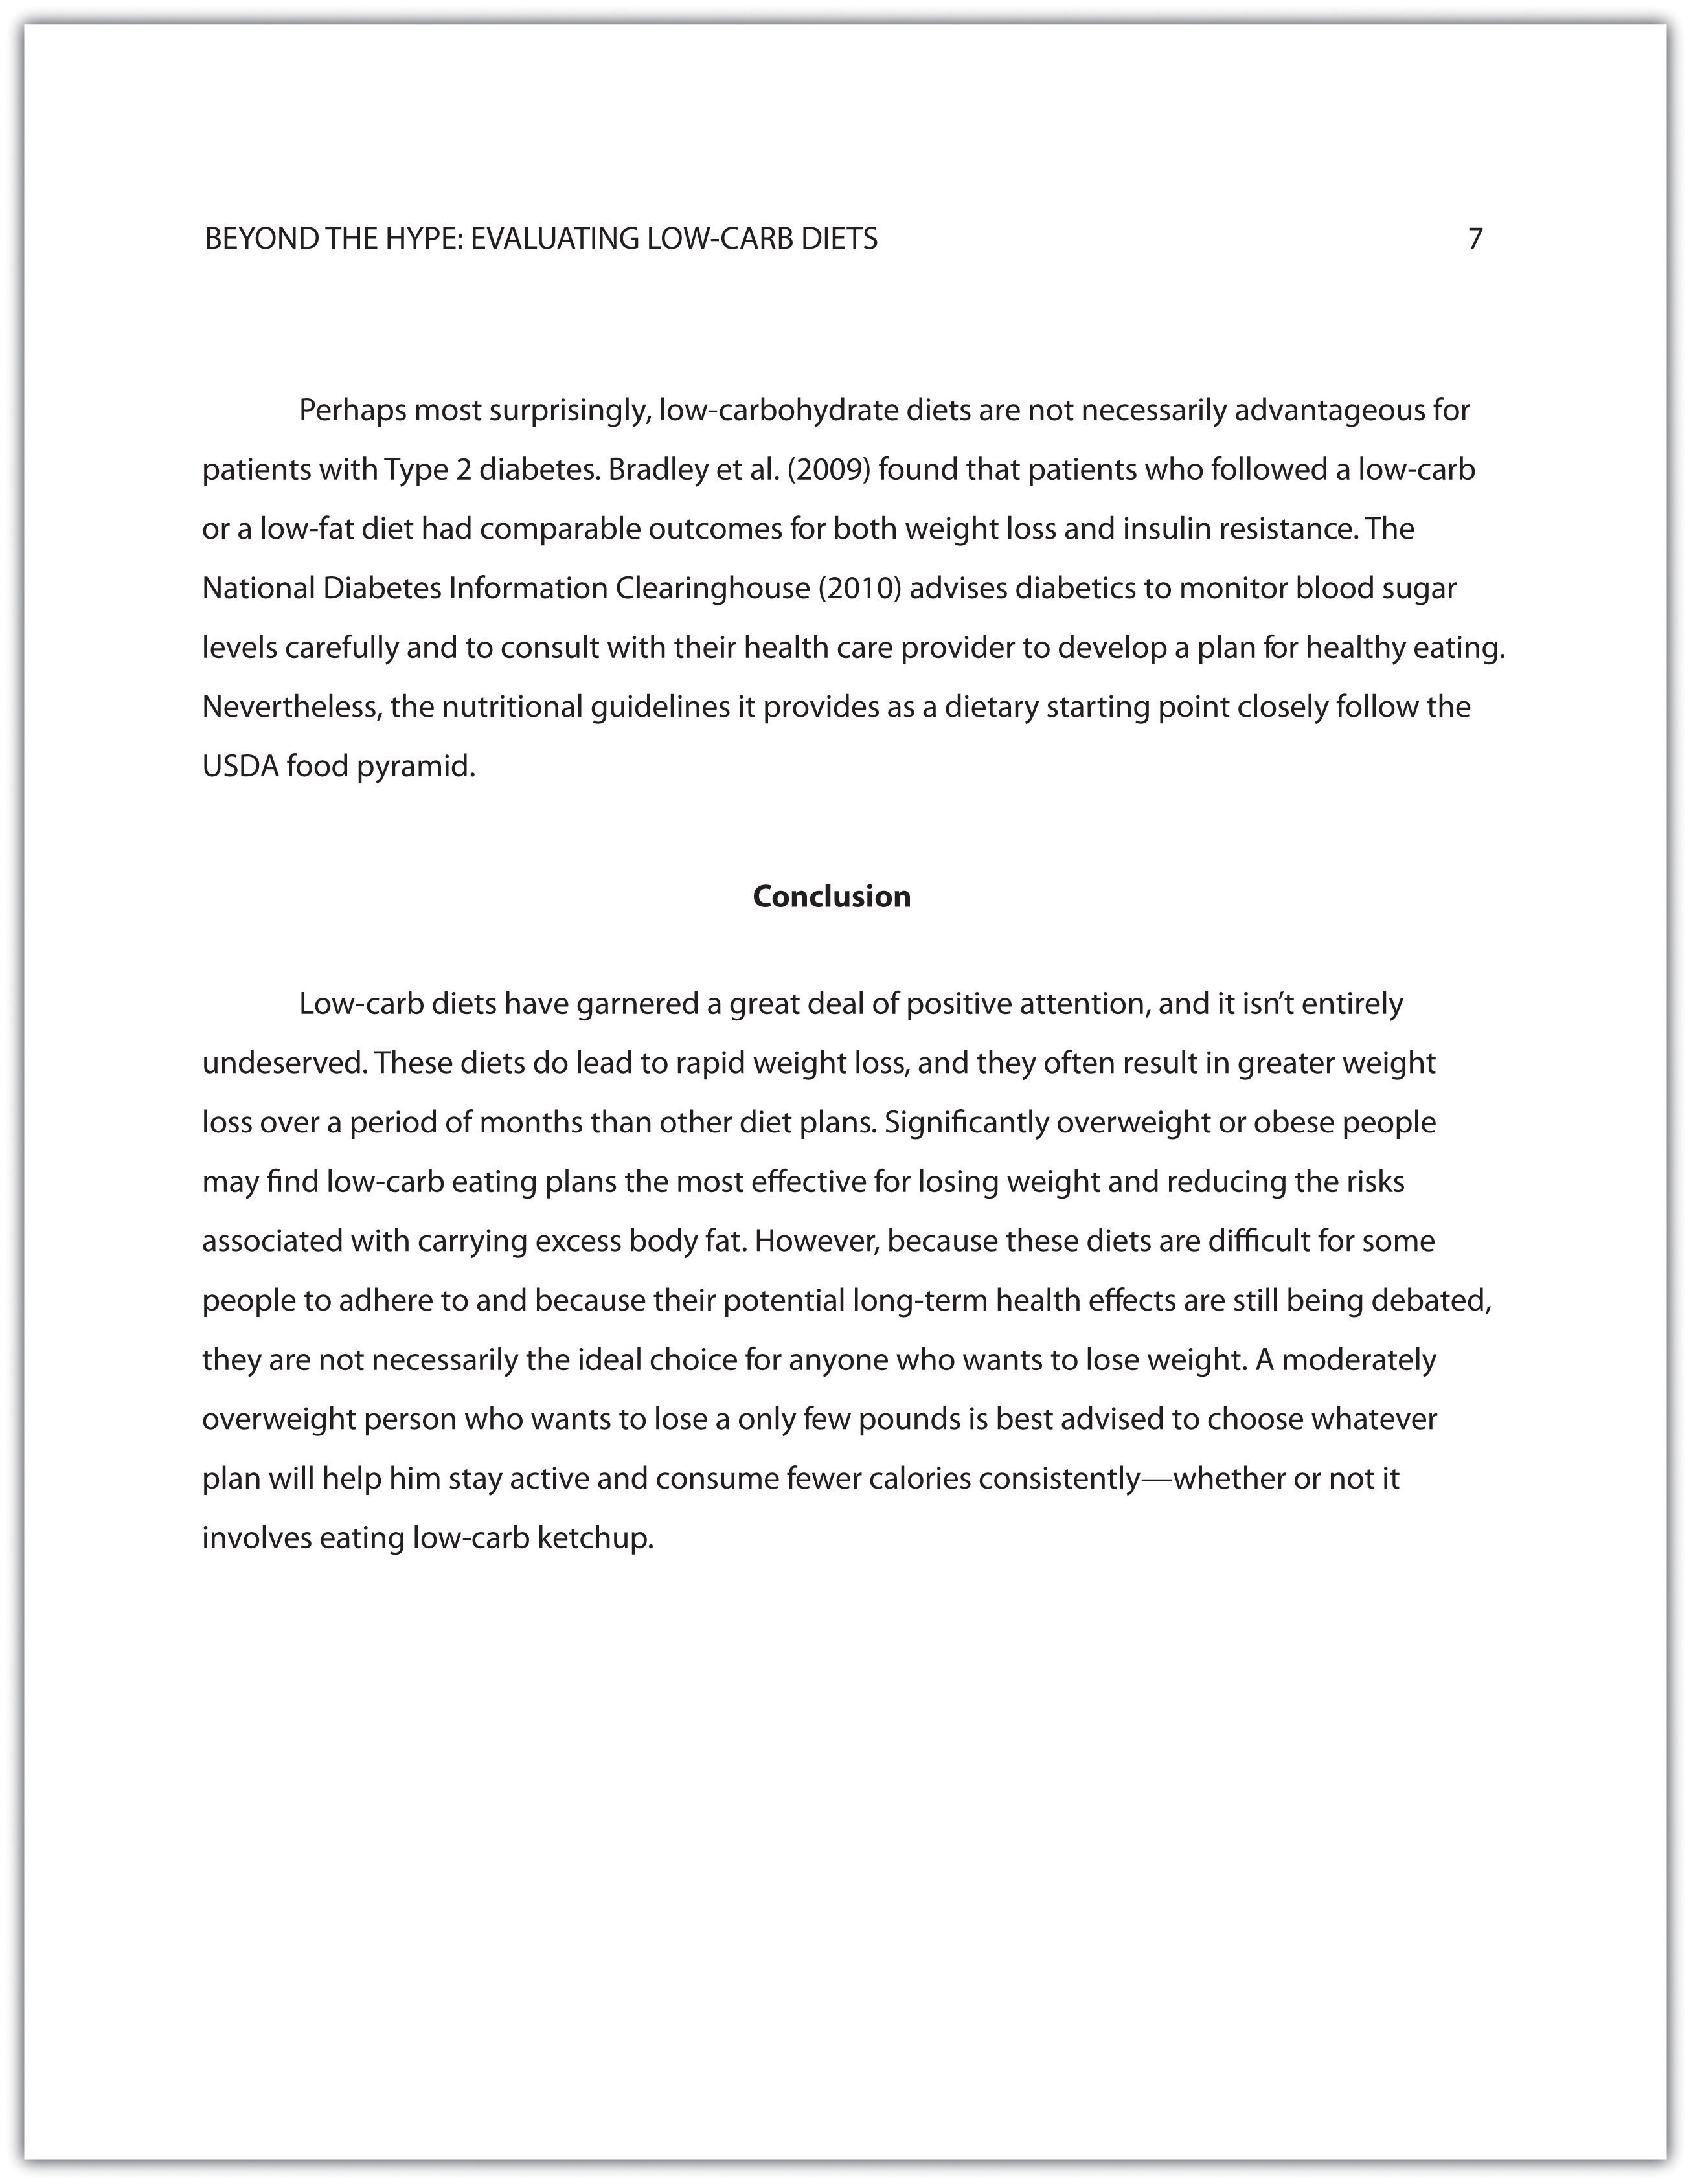 BEYOND THE HYPE: EVALUATING LOW-CARB DIETS 7
Perhaps most surprisingly, low-carbohydrate diets are not necessarily advantageous for
patients with Type 2 diabetes. Bradley et al. (2009) found that patients who followed a low-carb
or a low-fat diet had comparable outcomes for both weight loss and insulin resistance. The
National Diabetes Information Clearinghouse (2010) advises diabetics to monitor blood sugar
levels carefully and to consult with their health care provider to develop a plan for healthy eating.
Nevertheless, the nutritional guidelines it provides as a dietary starting point closely follow the
USDA food pyramid.
Conclusion
Low-carb diets have garnered a great deal of positive attention, and it isn’t entirely
undeserved. These diets do lead to rapid weight loss, and they often result in greater weight
loss over a period of months than other diet plans. Significantly overweight or obese people
may find low-carb eating plans the most effective for losing weight and reducing the risks
associated with carrying excess body fat. However, because these diets are difficult for some
people to adhere to and because their potential long-term health effects are still being debated,
they are not necessarily the ideal choice for anyone who wants to lose weight. A moderately
overweight person who wants to lose a only few pounds is best advised to choose whatever
plan will help him stay active and consume fewer calories consistently—whether or not it
involves eating low-carb ketchup.